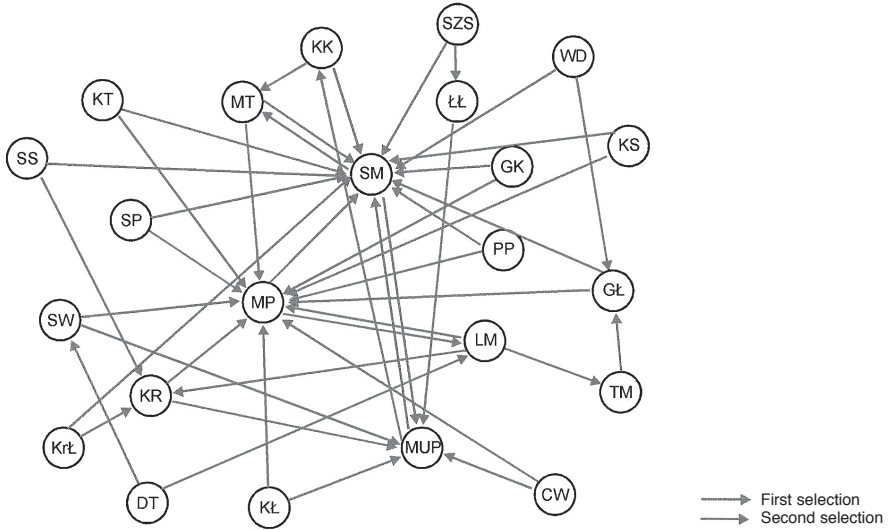 SZS
KK
WD
KT
MT
ŁŁ
KS
SS
SM
GK
SP
PP
MP
GŁ
SW
LM
KR
TM
KrŁ
MUP
DT
KŁ
CW
First selection
Second selection